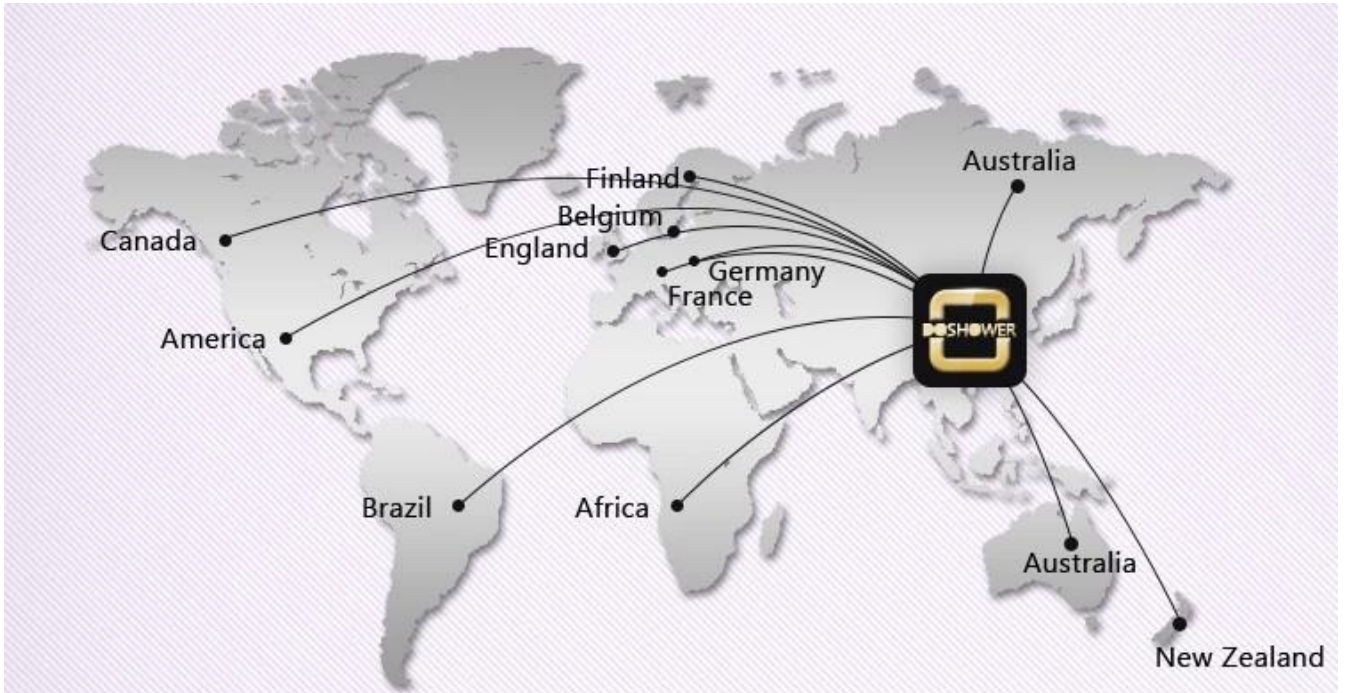 Australia
Finland
Belgium
Canada
England
Germany
France
DOSHOWER
America
Brazil
Africa
Australia
New Zealand